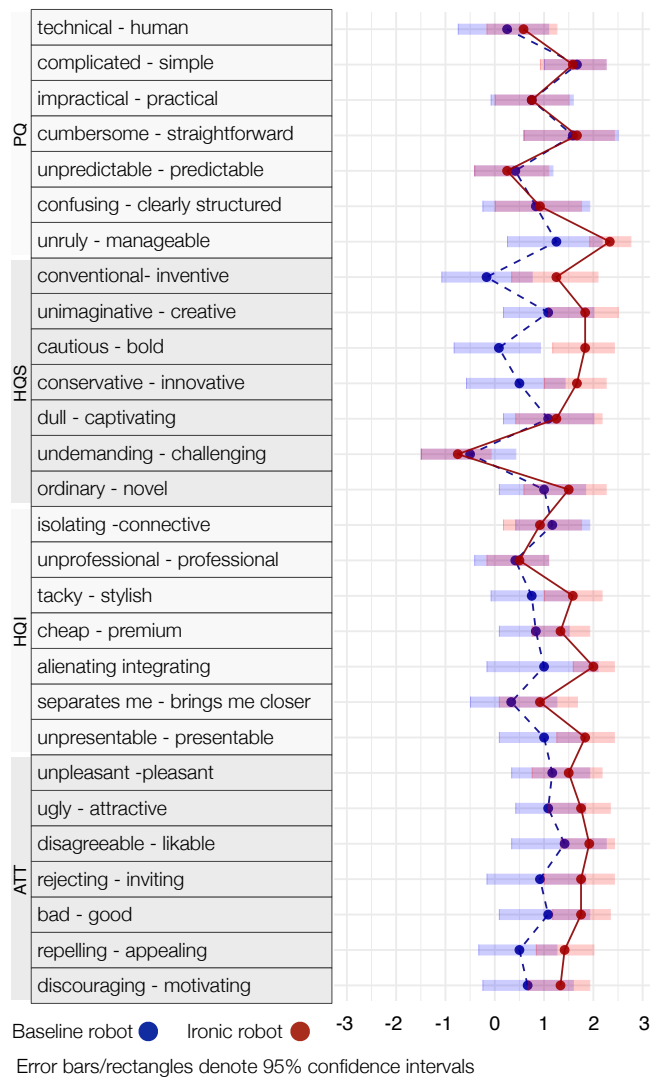 PQ
technical - human
complicated - simple
impractical - practical
cumbersome - straightforward
unpredictable - predictable
confusing - clearly structured
unruly - manageable
HQS
conventional- inventive
unimaginative - creative
cautious - bold
conservative - innovative
dull - captivating
undemanding - challenging
ordinary - novel
HQI
isolating -connective
unprofessional - professional
tacky - stylish
cheap - premium
alienating integrating
separates me - brings me closer
unpresentable - presentable
ATT
unpleasant -pleasant
ugly - attractive
disagreeable - likable
rejecting - inviting
bad - good
repelling - appealing
discouraging - motivating
Baseline robot Ironic robot -3 -2 -1 0 1 2 3
Error bars/rectangles denote 95% confidence intervals